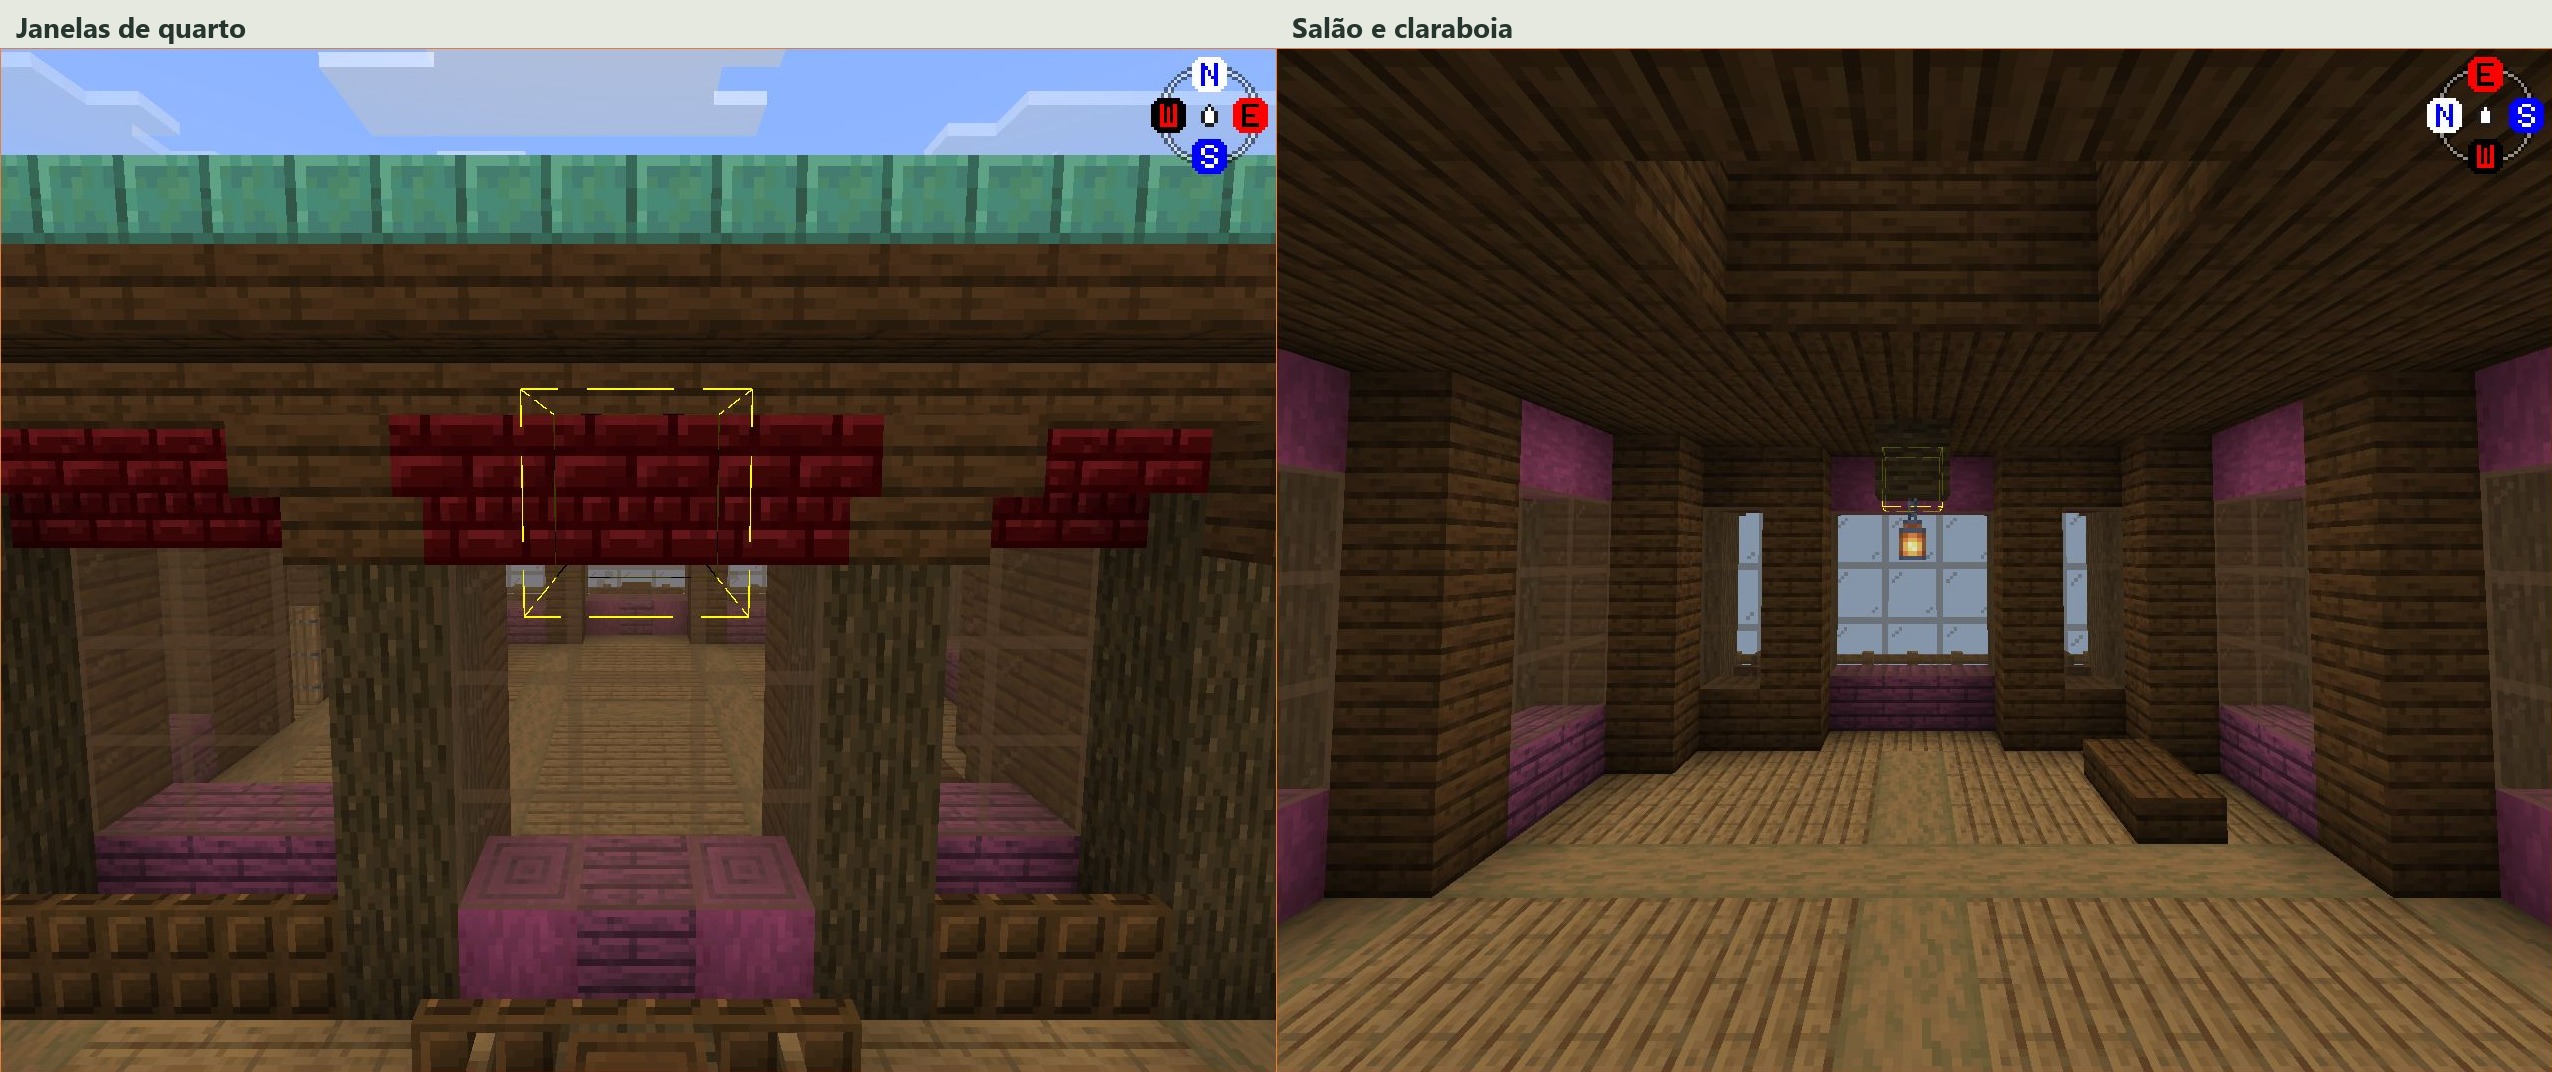 Janelas de quarto
Salão e claraboia
N
W E
S
E
N S
W